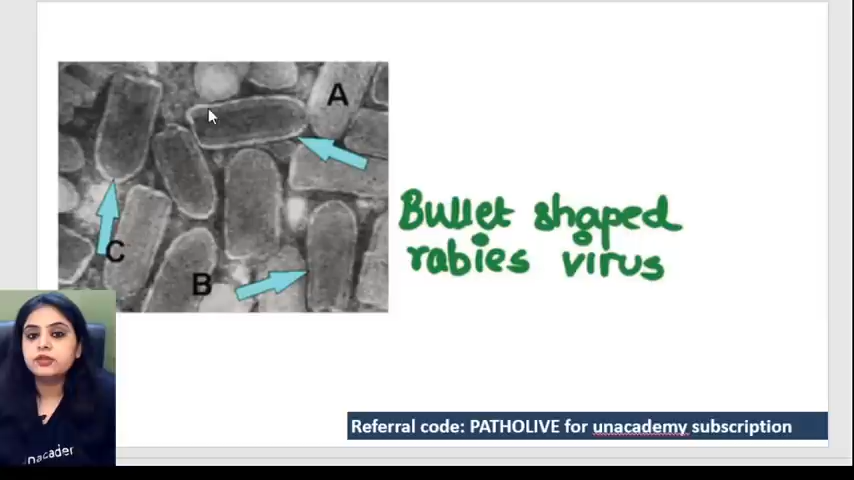 A
C
B
Bullet shaped
rabies virus
unacader
Referral code: PATHOLIVE for unacademy subscription